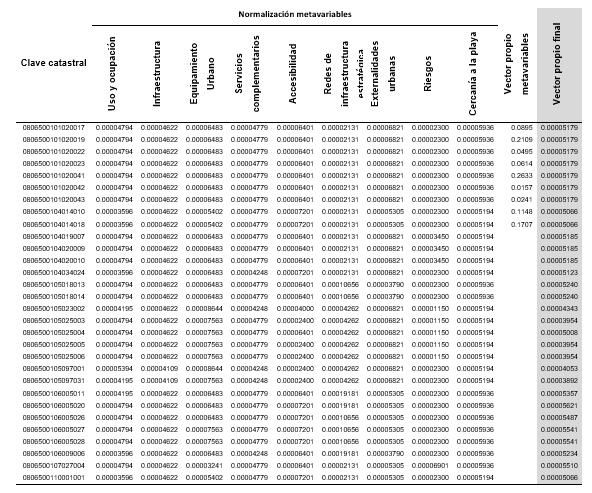 Normalización metavariables
Clave catastral Uso y ocupación Infraestructura Equipamiento Urbano Servicios complementarios Accesibilidad Redes de infraestructura estratégica Externalidades urbanas Riesgos Cercanía a la playa Vector propio metavariables Vector propio final
0806500101020017 0.00004794 0.00004622 0.00006483 0.00004779 0.00006401 0.00002131 0.00006821 0.00002300 0.00005936 0.0895 0.00005179
0806500101020019 0.00004794 0.00004622 0.00006483 0.00004779 0.00006401 0.00002131 0.00006821 0.00002300 0.00005936 0.2109 0.00005179
0806500101020022 0.00004794 0.00004622 0.00006483 0.00004779 0.00006401 0.00002131 0.00006821 0.00002300 0.00005936 0.0495 0.00005179
0806500101020023 0.00004794 0.00004622 0.00006483 0.00004779 0.00006401 0.00002131 0.00006821 0.00002300 0.00005936 0.0614 0.00005179
0806500101020041 0.00004794 0.00004622 0.00006483 0.00004779 0.00006401 0.00002131 0.00006821 0.00002300 0.00005936 0.2633 0.00005179
0806500101020042 0.00004794 0.00004622 0.00006483 0.00004779 0.00006401 0.00002131 0.00006821 0.00002300 0.00005936 0.0157 0.00005179
0806500101020043 0.00004794 0.00004622 0.00006483 0.00004779 0.00006401 0.00002131 0.00006821 0.00002300 0.00005936 0.0241 0.00005179
0806500104014010 0.00003596 0.00004622 0.00005402 0.00004779 0.00007201 0.00002131 0.00005305 0.00002300 0.00005194 0.1148 0.00005066
0806500104014018 0.00003596 0.00004622 0.00005402 0.00004779 0.00007201 0.00002131 0.00005305 0.00002300 0.00005194 0.1707 0.00005066
0806500104019007 0.00004794 0.00004622 0.00006483 0.00004779 0.00006401 0.00002131 0.00006821 0.00003450 0.00005194 0.00005185
0806500104020009 0.00004794 0.00004622 0.00006483 0.00004779 0.00006401 0.00002131 0.00006821 0.00003450 0.00005194 0.00005185
0806500104020010 0.00004794 0.00004622 0.00006483 0.00004779 0.00006401 0.00002131 0.00006821 0.00003450 0.00005194 0.00005185
0806500104034024 0.00003596 0.00004622 0.00006483 0.00004248 0.00007201 0.00002131 0.00006821 0.00002300 0.00005194 0.00005123
0806500105018013 0.00004794 0.00004622 0.00006483 0.00004248 0.00006401 0.00010656 0.00003790 0.00002300 0.00005936 0.00005240
0806500105018014 0.00004794 0.00004622 0.00006483 0.00004248 0.00006401 0.00010656 0.00003790 0.00002300 0.00005936 0.00005240
0806500105023002 0.00004195 0.00004622 0.00008644 0.00004248 0.00004000 0.00004262 0.00006821 0.00001150 0.00005194 0.00004343
0806500105025003 0.00004794 0.00004622 0.00007563 0.00004779 0.00002400 0.00004262 0.00006821 0.00001150 0.00005194 0.00003954
0806500105025004 0.00004794 0.00004622 0.00007563 0.00004779 0.00006401 0.00004262 0.00006821 0.00001150 0.00005936 0.00005008
0806500105025005 0.00004794 0.00004622 0.00007563 0.00004779 0.00002400 0.00004262 0.00006821 0.00001150 0.00005194 0.00003954
0806500105025006 0.00004794 0.00004622 0.00007563 0.00004779 0.00002400 0.00004262 0.00006821 0.00001150 0.00005194 0.00003954
0806500105097001 0.00005394 0.00004109 0.00008644 0.00004248 0.00002400 0.00004262 0.00005305 0.00001150 0.00005936 0.00004053
0806500105097031 0.00004195 0.00004109 0.00007563 0.00004248 0.00002400 0.00004262 0.00005305 0.00001150 0.00005936 0.00003892
0806500106005011 0.00004195 0.00004622 0.00006483 0.00004779 0.00006401 0.00019181 0.00005305 0.00002300 0.00005936 0.00005357
0806500106005020 0.00004794 0.00004622 0.00006483 0.00004779 0.00007201 0.00019181 0.00005305 0.00002300 0.00005936 0.00005621
0806500106005026 0.00004794 0.00004622 0.00006483 0.00004779 0.00007201 0.00010656 0.00005305 0.00002300 0.00005936 0.00005487
0806500106005027 0.00004794 0.00004622 0.00007563 0.00004779 0.00007201 0.00010656 0.00005305 0.00002300 0.00005936 0.00005541
0806500106005028 0.00004794 0.00004622 0.00007563 0.00004779 0.00007201 0.00010656 0.00005305 0.00002300 0.00005936 0.00005541
0806500106009006 0.00003596 0.00004622 0.00006483 0.00004248 0.00006401 0.00019181 0.00003790 0.00002300 0.00005936 0.00005234
0806500107027004 0.00004794 0.00004622 0.00003241 0.00004779 0.00006401 0.00002131 0.00005305 0.00006901 0.00005936 0.00005510
0806500110001001 0.00003596 0.00004622 0.00005402 0.00004779 0.00007201 0.00002131 0.00005305 0.00002300 0.00005194 0.00005066